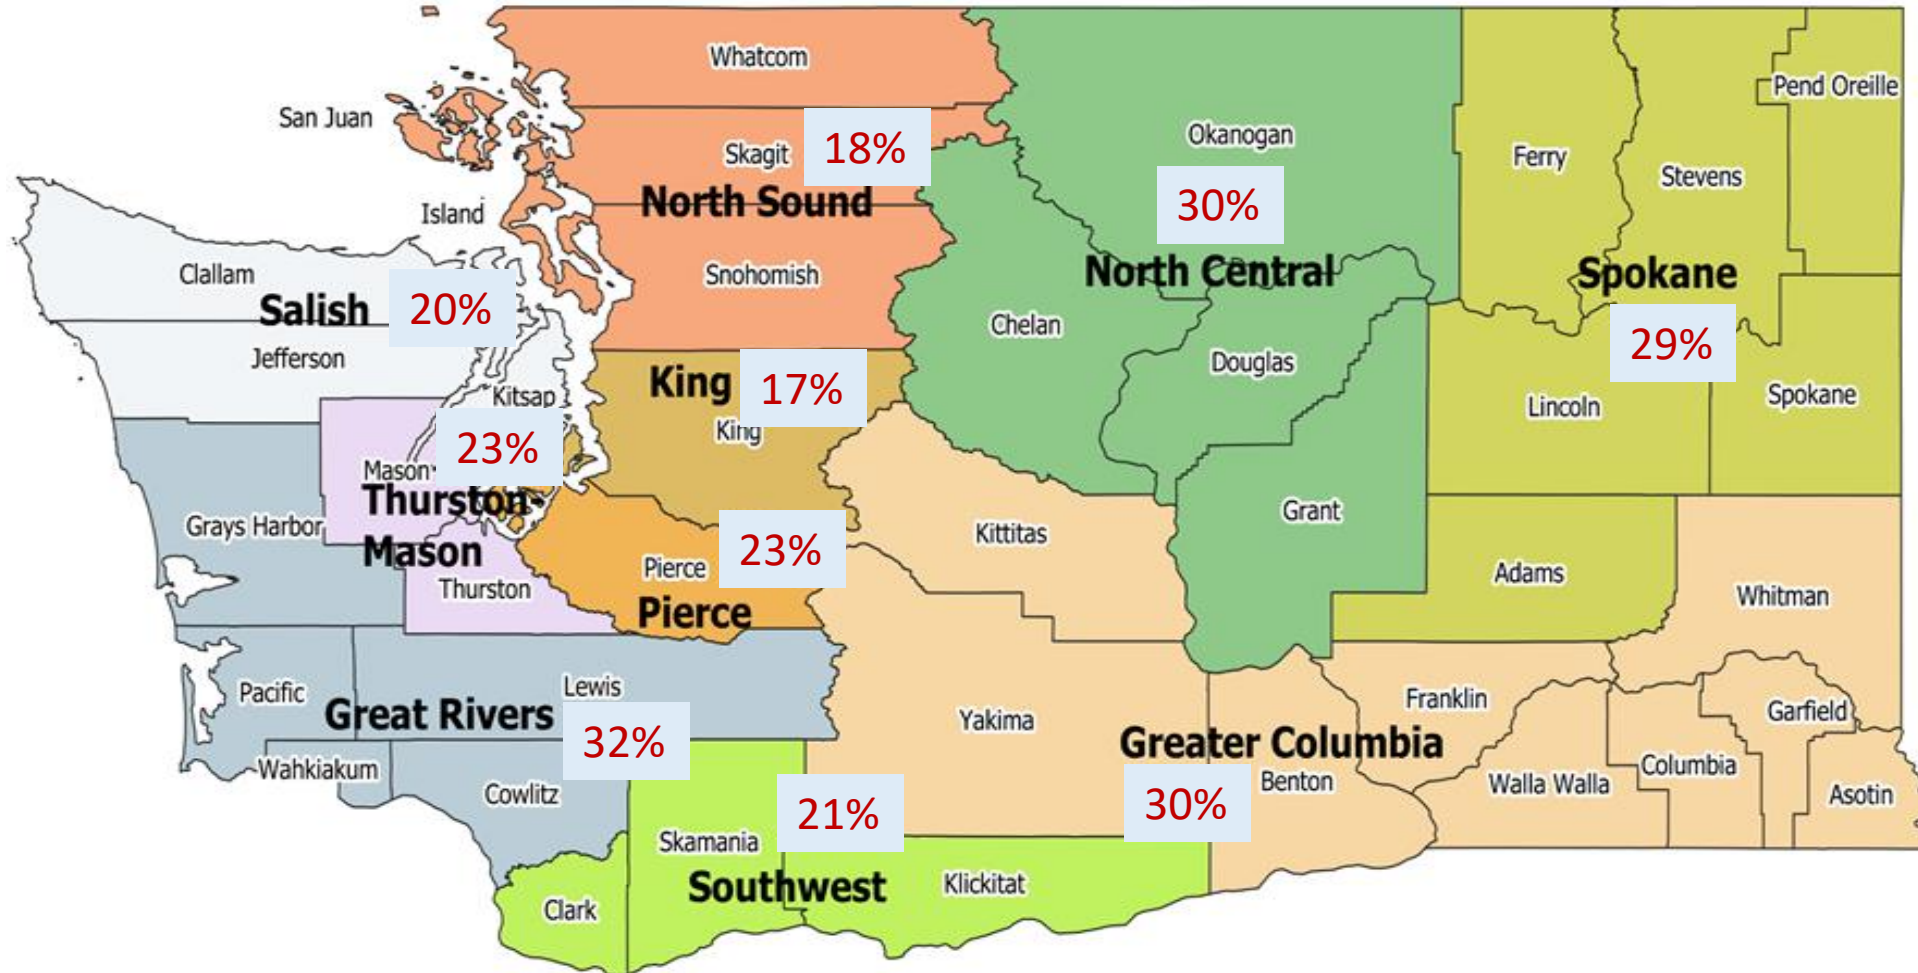 Whatcom
Pend Oreille
San Juan
Okanogan
Skagit
18%
Ferry
Stevens
North Sound
30%
Island
Clallam
Snohomish
North Central
Spokane
Salish
20%
Chelan
29%
Jefferson
Douglas
King
17%
Kitsap
Lincoln
Spokane
King
23%
Mason
Thurston-
Mason
Grays Harbor
Grant
Kittitas
23%
Pierce
Adams
Thurston
Whitman
Pierce
Pacific
Lewis
Franklin
Great Rivers
Yakima
Garfield
32%
Greater Columbia
Wahkiakum
Columbia
Benton
Walla Walla
Cowlitz
Asotin
21%
30%
Skamania
Southwest
Klickitat
Clark